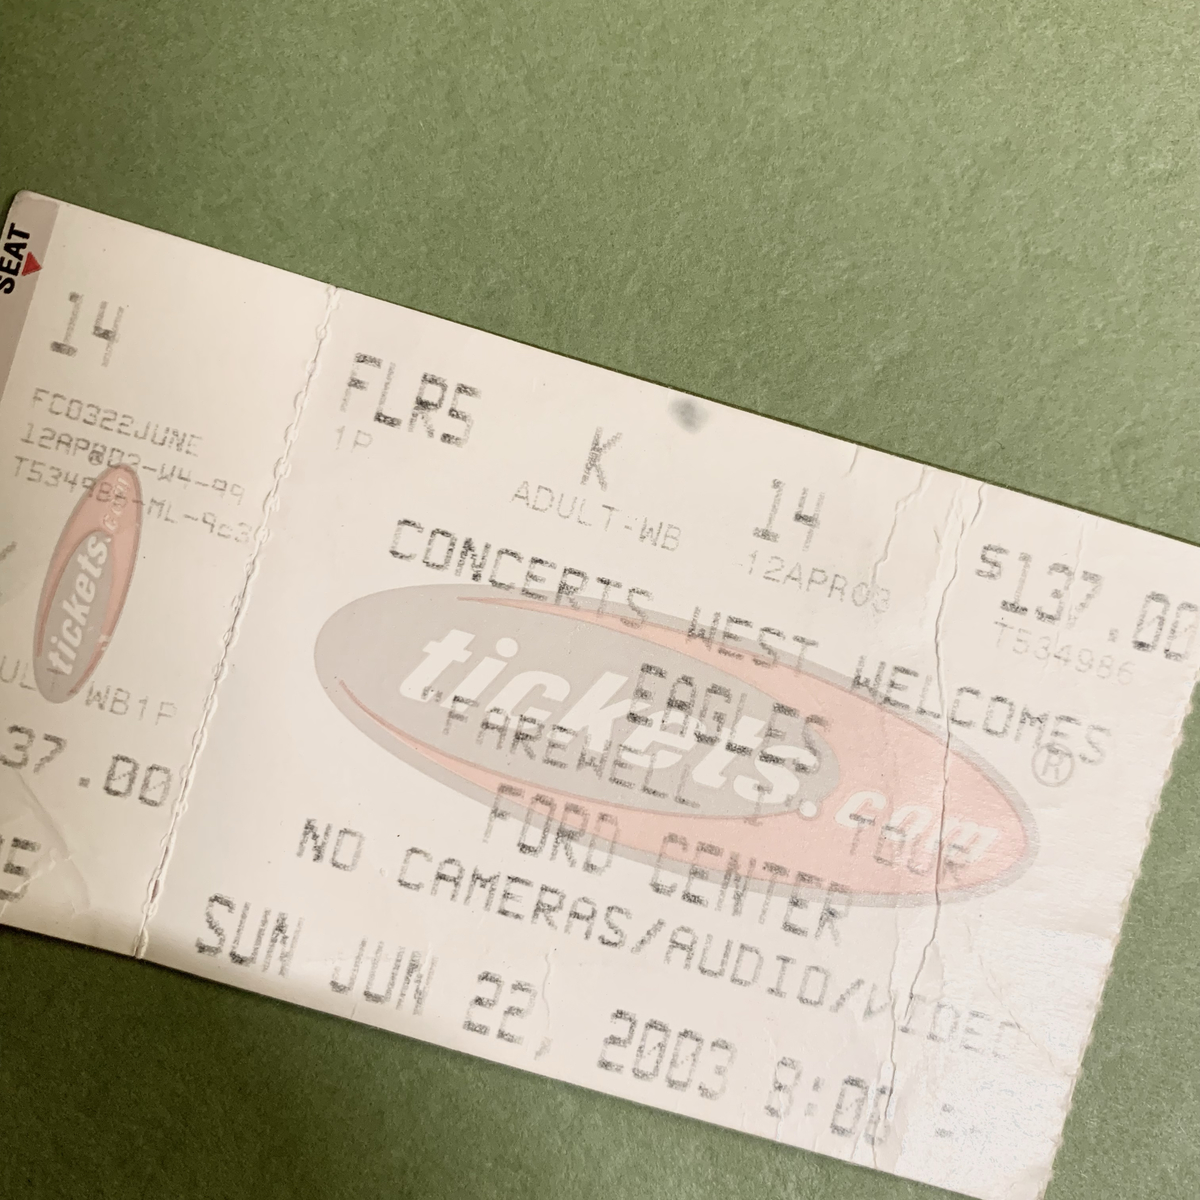 SEAT
14
FC0322JUNE
12APR03-W4-99
tickets.com
WB1P
37.00
FLR5 K 14 $137.00
1P ADULT-WB 12APR03 T534986
CONCERTS WEST WELCOMES
EAGLES
FAREWELL 1 TOUR
tickets.com®
FORD CENTER
NO CAMERAS/AUDIO/VIDEO
SUN JUN 22, 2003 8:00